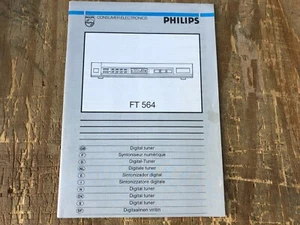 CONSUMER ELECTRONICS
PHILIPS
FT 564
Digital tuner
Syntoniseur numérique
Digital-Tuner
Digitale tuner
Sintonizador digital
Sintonizzatore digitale
Digital tuner
Digital tuner
Digital tuner
Digitaalinen viritin